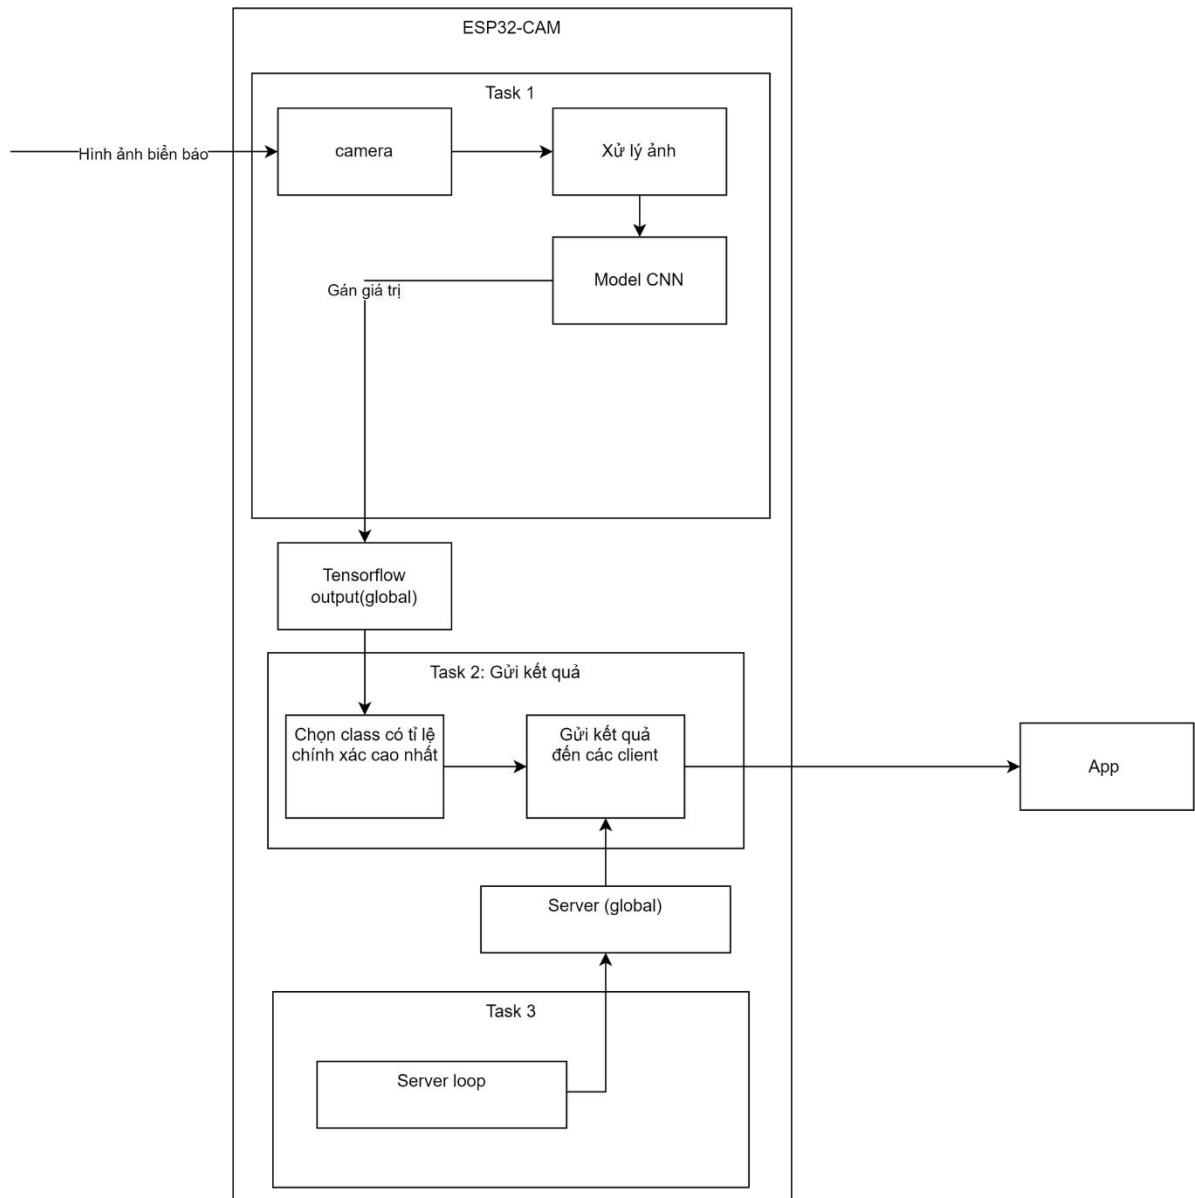 ESP32-CAM
Task 1
Hình ảnh biển báo
camera
Xử lý ảnh
Model CNN
Gán giá trị
Tensorflow
output(global)
Task 2: Gửi kết quả
Chọn class có tỉ lệ
chính xác cao nhất
Gửi kết quả
đến các client
App
Server (global)
Task 3
Server loop